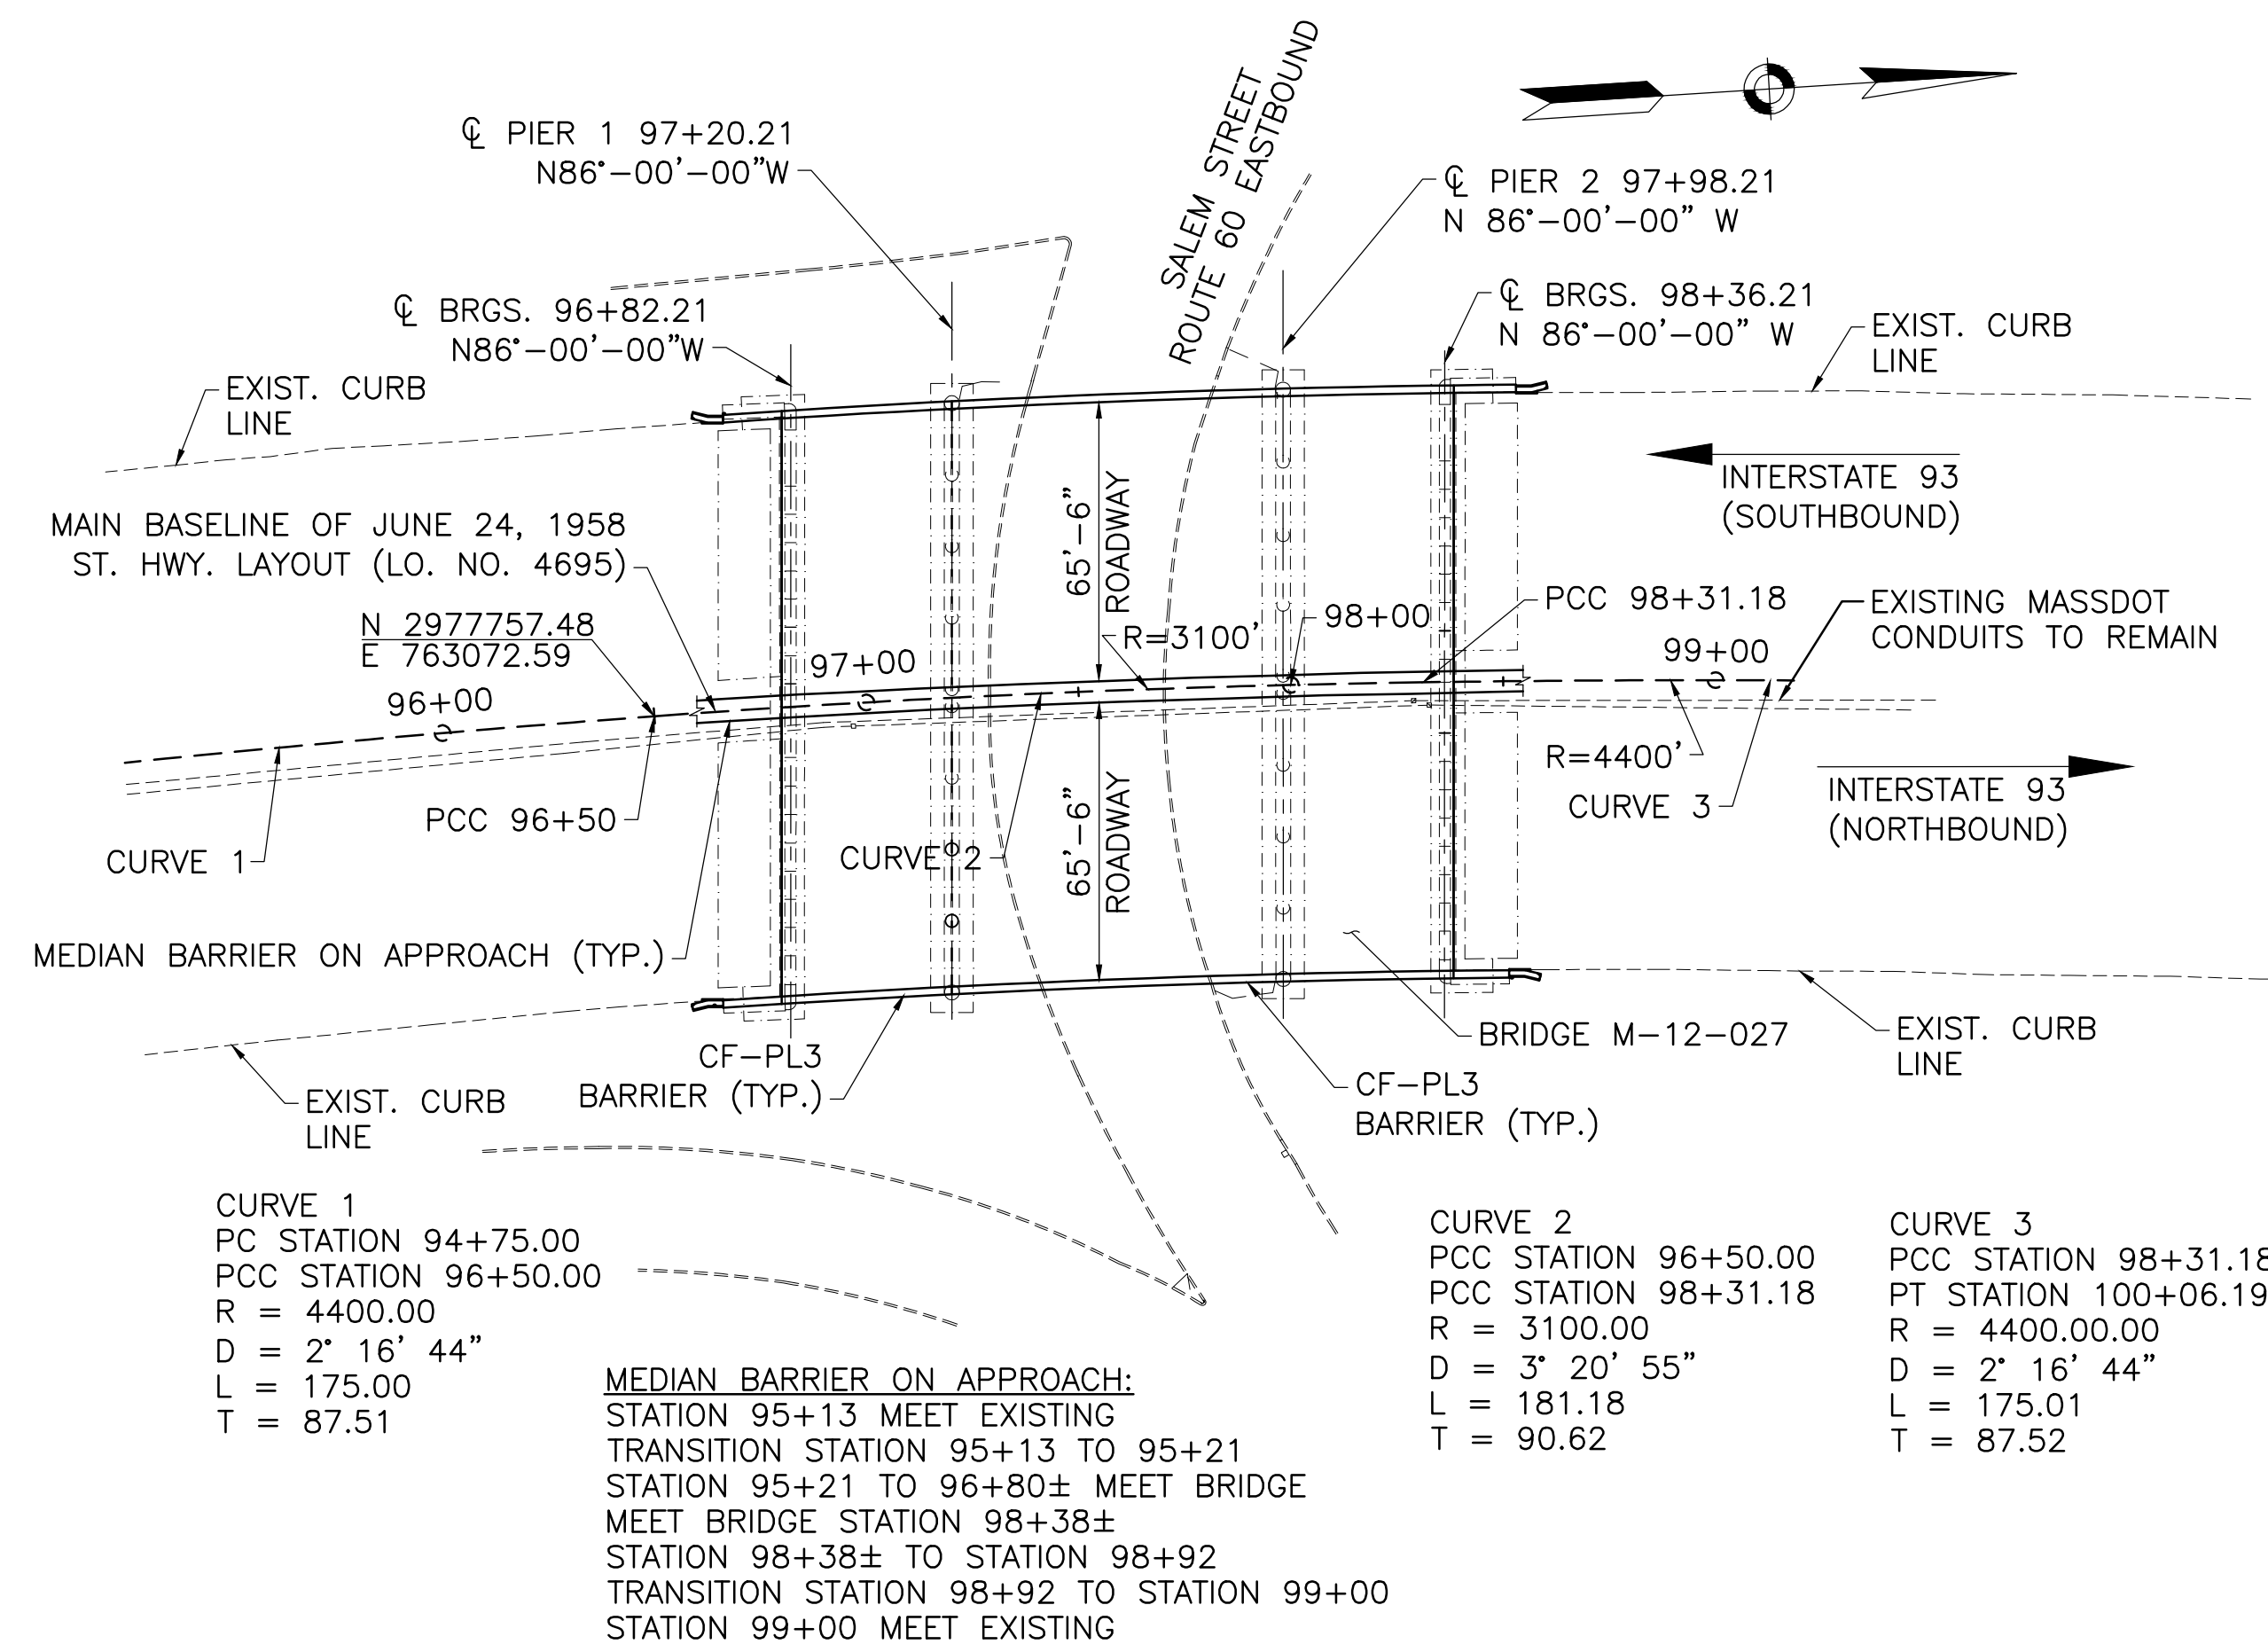 ℄ PIER 1 97+20.21
N86°-00'-00"W
SALEM STREET
ROUTE 60 EASTBOUND
℄ PIER 2 97+98.21
N 86°-00'-00" W
℄ BRGS. 96+82.21
N86°-00'-00"W
℄ BRGS. 98+36.21
N 86°-00'-00" W
EXIST. CURB
LINE
EXIST. CURB
LINE
INTERSTATE 93
(SOUTHBOUND)
MAIN BASELINE OF JUNE 24, 1958
ST. HWY. LAYOUT (LO. NO. 4695)
65'-6"
ROADWAY
N 2977757.48
E 763072.59
96+00
97+00
R=3100'
98+00
PCC 98+31.18
99+00
EXISTING MASSDOT
CONDUITS TO REMAIN
PCC 96+50
CURVE 1
CURVE 2
65'-6"
ROADWAY
R=4400'
CURVE 3
INTERSTATE 93
(NORTHBOUND)
MEDIAN BARRIER ON APPROACH (TYP.)
CF-PL3
BARRIER (TYP.)
BRIDGE M-12-027
CF-PL3
BARRIER (TYP.)
EXIST. CURB
LINE
EXIST. CURB
LINE
CURVE 1
PC STATION 94+75.00
PCC STATION 96+50.00
R = 4400.00
D = 2° 16' 44"
L = 175.00
T = 87.51
CURVE 2
PCC STATION 96+50.00
PCC STATION 98+31.18
R = 3100.00
D = 3° 20' 55"
L = 181.18
T = 90.62
CURVE 3
PCC STATION 98+31.18
PT STATION 100+06.19
R = 4400.00.00
D = 2° 16' 44"
L = 175.01
T = 87.52
MEDIAN BARRIER ON APPROACH:
STATION 95+13 MEET EXISTING
TRANSITION STATION 95+13 TO 95+21
STATION 95+21 TO 96+80± MEET BRIDGE
MEET BRIDGE STATION 98+38±
STATION 98+38± TO STATION 98+92
TRANSITION STATION 98+92 TO STATION 99+00
STATION 99+00 MEET EXISTING